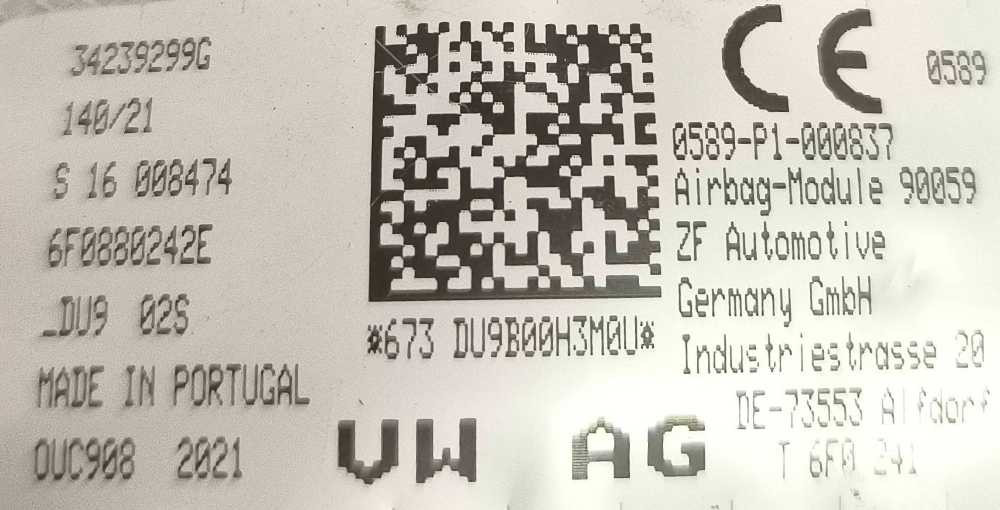 34239299G
140/21
S 16 008474
6F0880242E
_DU9 02S
MADE IN PORTUGAL
OUC908 2021
*673 DU9B00H3M0U*
VW AG
CE 0589
0589-P1-000837
Airbag-Module 90059
ZF Automotive
Germany GmbH
Industriestrasse 20
DE-73553 Alfdorf
T 6F0 241